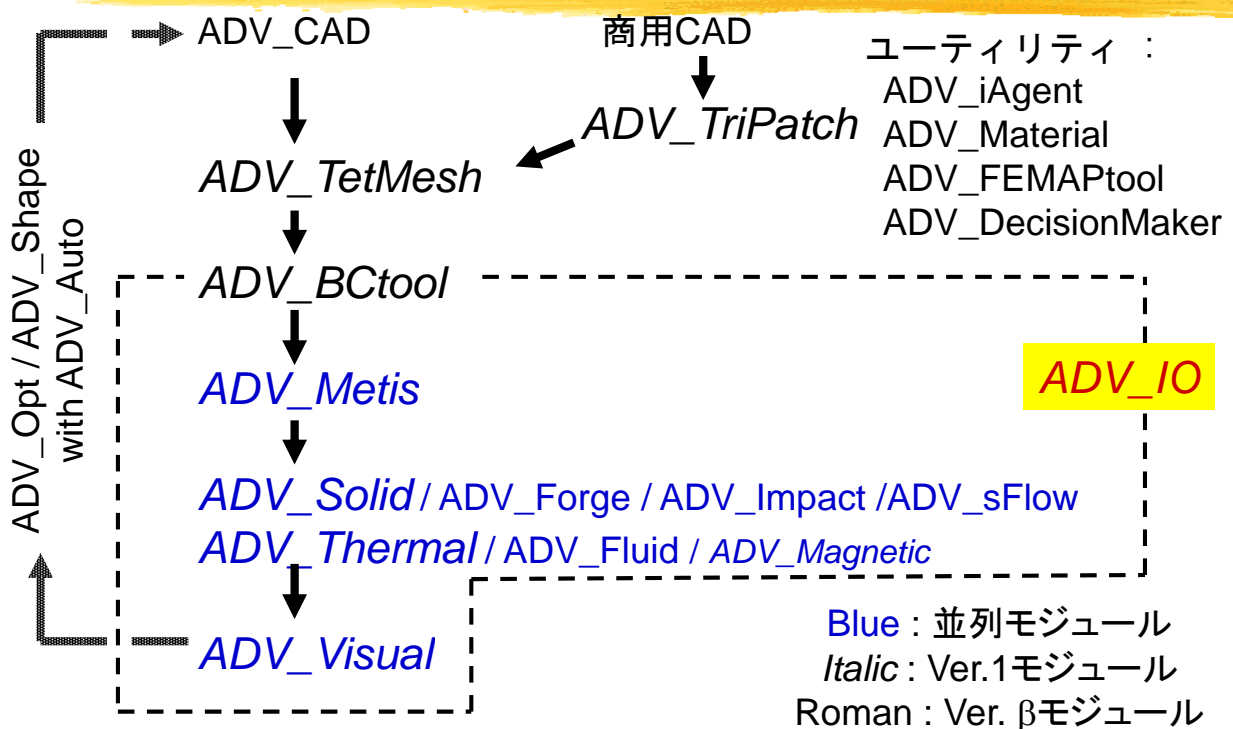 ADV_CAD
商用CAD
ユーティリティ :
ADV_iAgent
ADV_Material
ADV_FEMAPtool
ADV_DecisionMaker
ADV_TriPatch
ADV_TetMesh
ADV_Opt / ADV_Shape
with ADV_Auto
ADV_BCtool
ADV_IO
ADV_Metis
ADV_Solid / ADV_Forge / ADV_Impact /ADV_sFlow
ADV_Thermal / ADV_Fluid / ADV_Magnetic
ADV_Visual
Blue : 並列モジュール
Italic : Ver.1モジュール
Roman : Ver. βモジュール